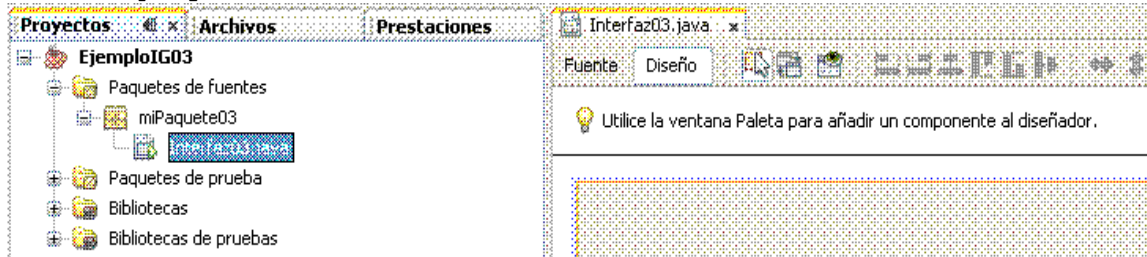 Proyectos Archivos Prestaciones Interfaz03.java
EjemploIG03
Fuente Diseño
Paquetes de fuentes
miPaquete03
Utilice la ventana Paleta para añadir un componente al diseñador.
Interfaz03.java
Paquetes de prueba
Bibliotecas
Bibliotecas de pruebas